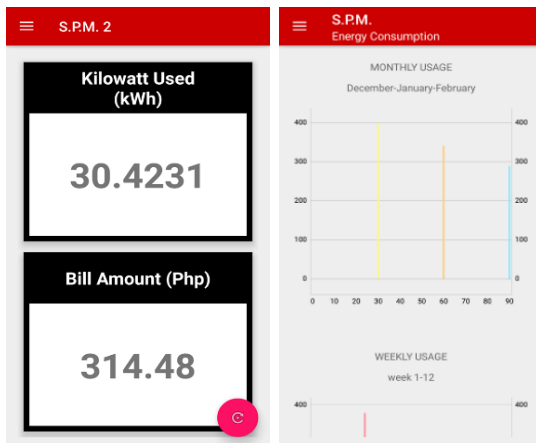 S.P.M. 2
Kilowatt Used
(kWh)
30.4231
Bill Amount (Php)
314.48
S.P.M.
Energy Consumption
MONTHLY USAGE
December-January-February
400 400
300 300
200 200
100 100
0 0
0 10 20 30 40 50 60 70 80 90
WEEKLY USAGE
week 1-12
400 400